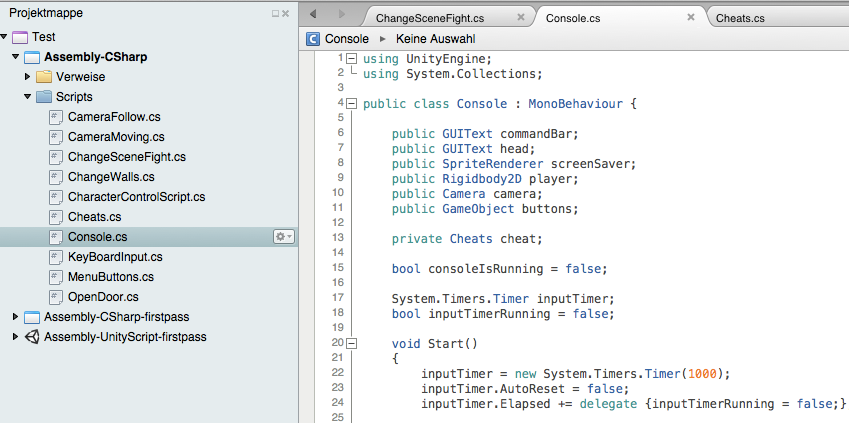 Projektmappe
Test
Assembly-CSharp
Verweise
Scripts
CameraFollow.cs
CameraMoving.cs
ChangeSceneFight.cs
ChangeWalls.cs
CharacterControlScript.cs
Cheats.cs
Console.cs
KeyBoardInput.cs
MenuButtons.cs
OpenDoor.cs
Assembly-CSharp-firstpass
Assembly-UnityScript-firstpass
ChangeSceneFight.cs
Console.cs
Cheats.cs
C Console ▸ Keine Auswahl
1 using UnityEngine;
2 using System.Collections;
3
4 public class Console : MonoBehaviour {
5
6 public GUIText commandBar;
7 public GUIText head;
8 public SpriteRenderer screenSaver;
9 public Rigidbody2D player;
10 public Camera camera;
11 public GameObject buttons;
12
13 private Cheats cheat;
14
15 bool consoleIsRunning = false;
16
17 System.Timers.Timer inputTimer;
18 bool inputTimerRunning = false;
19
20 void Start()
21 {
22 inputTimer = new System.Timers.Timer(1000);
23 inputTimer.AutoReset = false;
24 inputTimer.Elapsed += delegate {inputTimerRunning = false;}
25